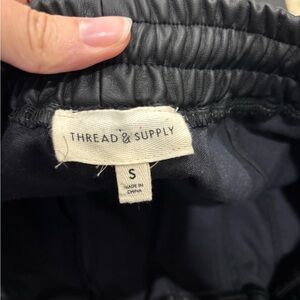 THREAD & SUPPLY
S
MADE IN
CHINA